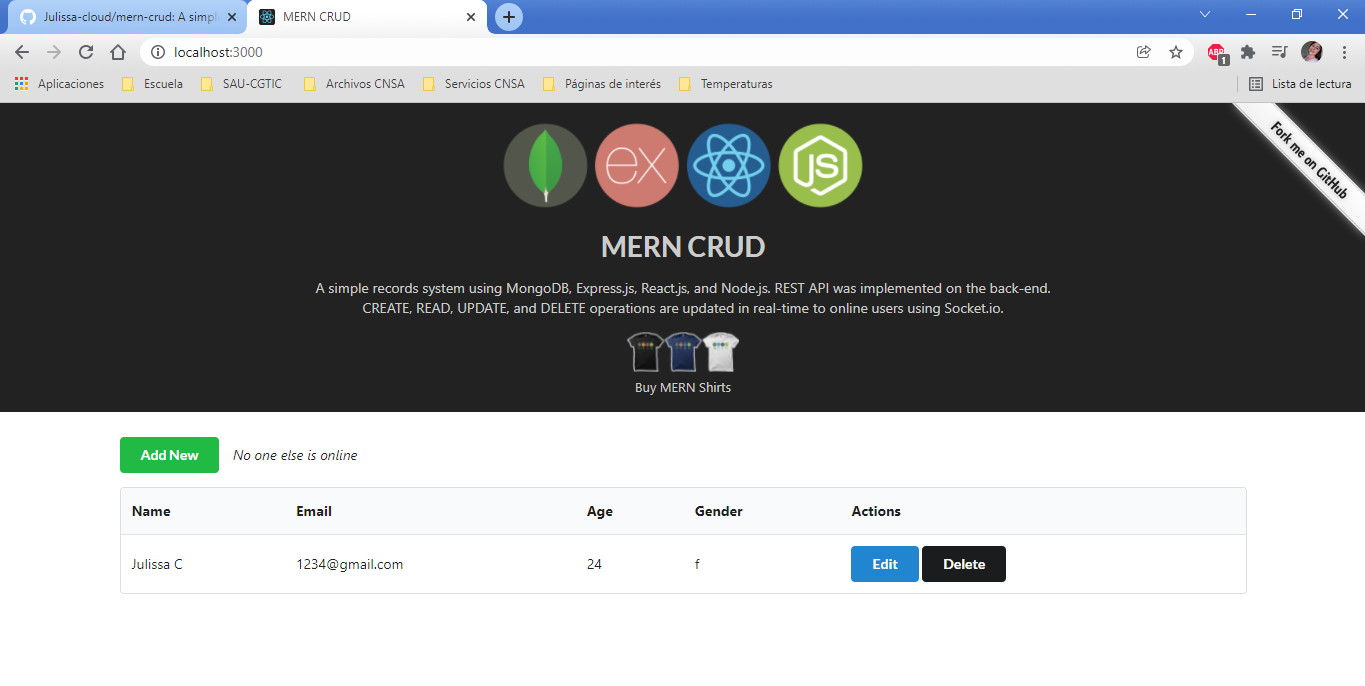 Julissa-cloud/mern-crud: A simpl
MERN CRUD
localhost:3000
ABP
1
Aplicaciones
Escuela
SAU-CGTIC
Archivos CNSA
Servicios CNSA
Páginas de interés
Temperaturas
Lista de lectura
ex
JS
Fork me on GitHub
MERN CRUD
A simple records system using MongoDB, Express.js, React.js, and Node.js. REST API was implemented on the back-end.
CREATE, READ, UPDATE, and DELETE operations are updated in real-time to online users using Socket.io.
Buy MERN Shirts
Add New No one else is online
Name Email Age Gender Actions
Julissa C 1234@gmail.com 24 f Edit Delete